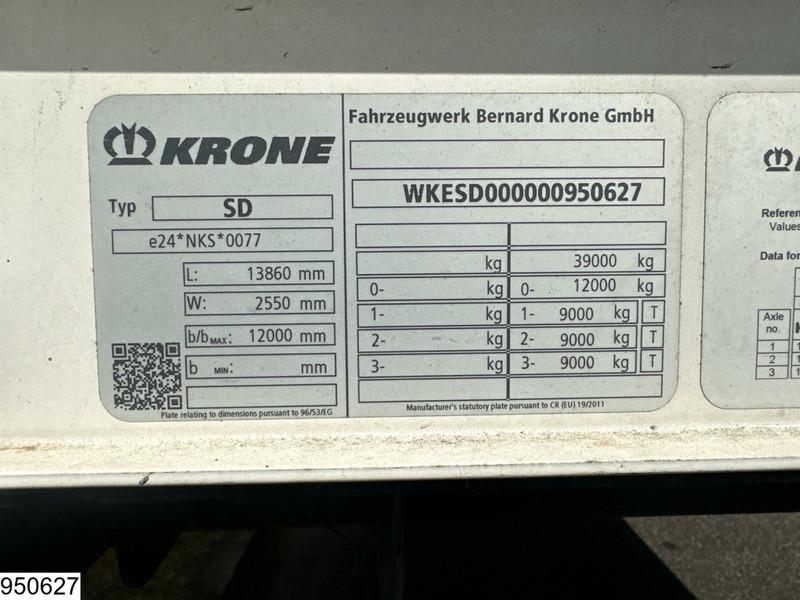 KRONE
Typ SD
e24*NKS*0077
L: 13860 mm
W: 2550 mm
b/b MAX: 12000 mm
b MIN: mm
Plate relating to dimensions pursuant to 96/53/EG
Fahrzeugwerk Bernard Krone GmbH
WKESD000000950627
kg 39000 kg
0- kg 0- 12000 kg
1- kg 1- 9000 kg T
2- kg 2- 9000 kg T
3- kg 3- 9000 kg T
Manufacturer's statutory plate pursuant to CR (EU) 19/2011
Values
Data for
Axle
no.
1
2
3
950627